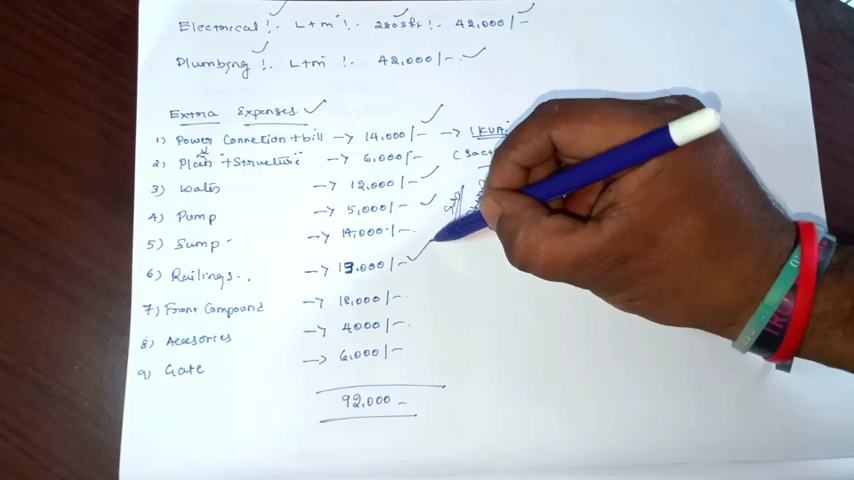 Electrical :- L+m :- 280sft :- 42,000/-
Plumbing :- L+m :- 42,000/-
Extra Expenses
1) Power Connection + bill → 14,000/- → 1KVA
2) Plan + Structure → 6,000/-
3) Water → 12,000/-
4) Pump → 5,000/-
5) Sump → 14,000/-
6) Railings → 13,000/-
7) Front Compound → 18,000/-
8) Accesories → 4000/-
9) Gate → 6,000/-
92,000 -